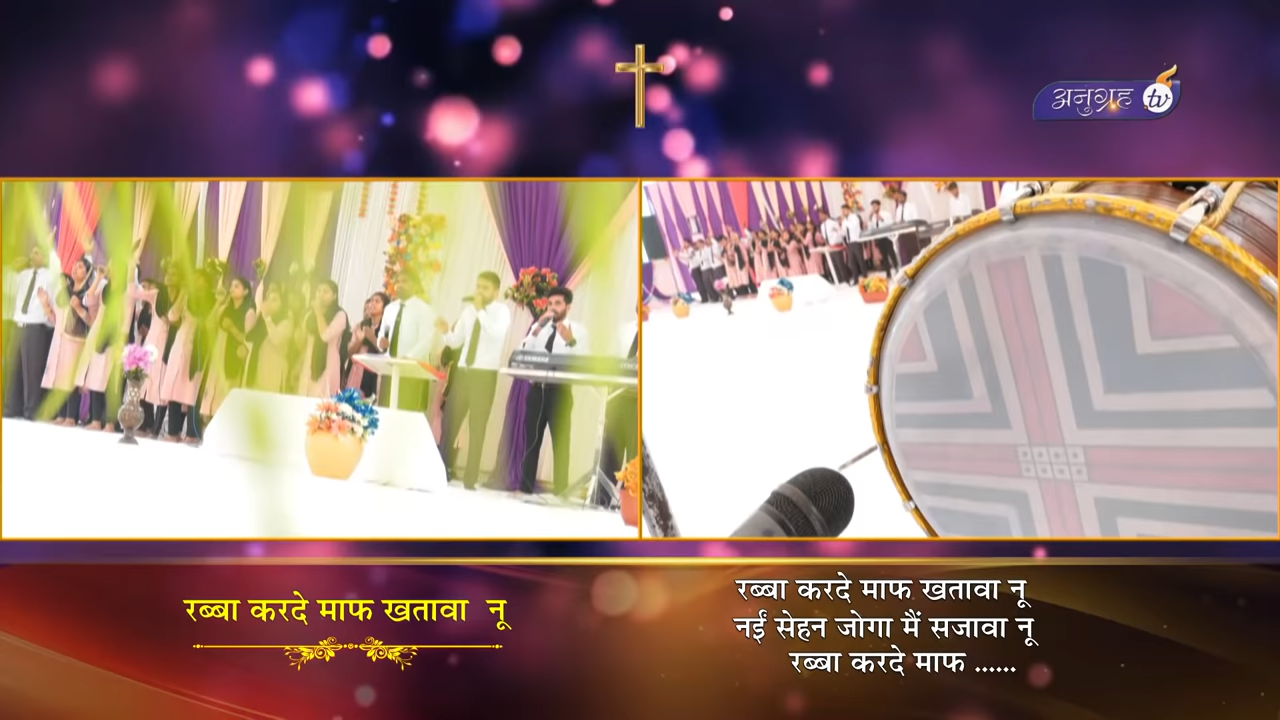 अनुग्रह tv
रब्बा करदे माफ खतावा नू
रब्बा करदे माफ खतावा नू
नईं सेहन जोगा मैं सजावा नू
रब्बा करदे माफ ......